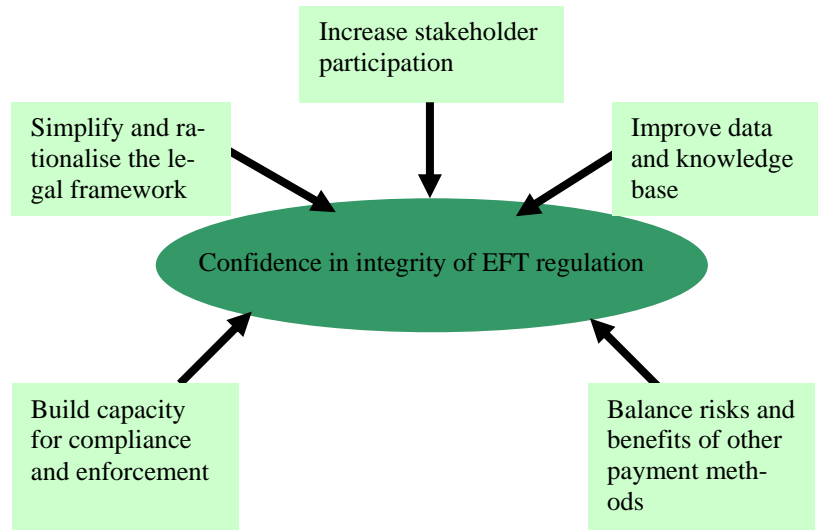 Increase stakeholder
participation
Simplify and ra-
tionalise the le-
gal framework
Improve data
and knowledge
base
Confidence in integrity of EFT regulation
Build capacity
for compliance
and enforcement
Balance risks and
benefits of other
payment meth-
ods